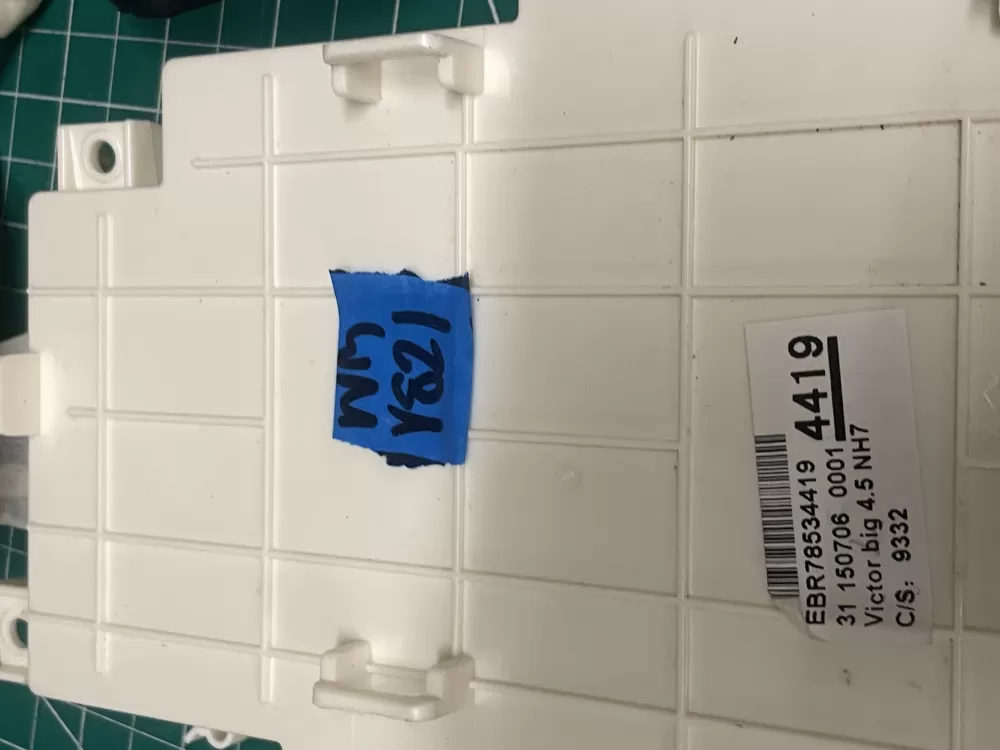 WM
Y821
EBR78534419 4419
31 150706 0001
Victor big 4.5 NH7
C/S: 9332